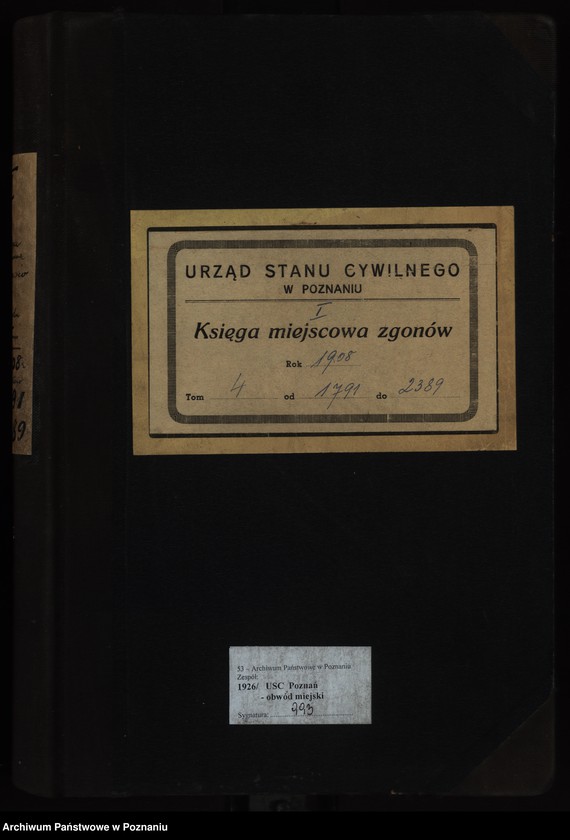 URZĄD STANU CYWILNEGO
W POZNANIU
I
Księga miejscowa zgonów
Rok 1908
Tom 4 od 1791 do 2389
53 – Archiwum Państwowe w Poznaniu
Zespół:
1926/ USC Poznań
- obwód miejski
Sygnatura: 993
Archiwum Państwowe w Poznaniu